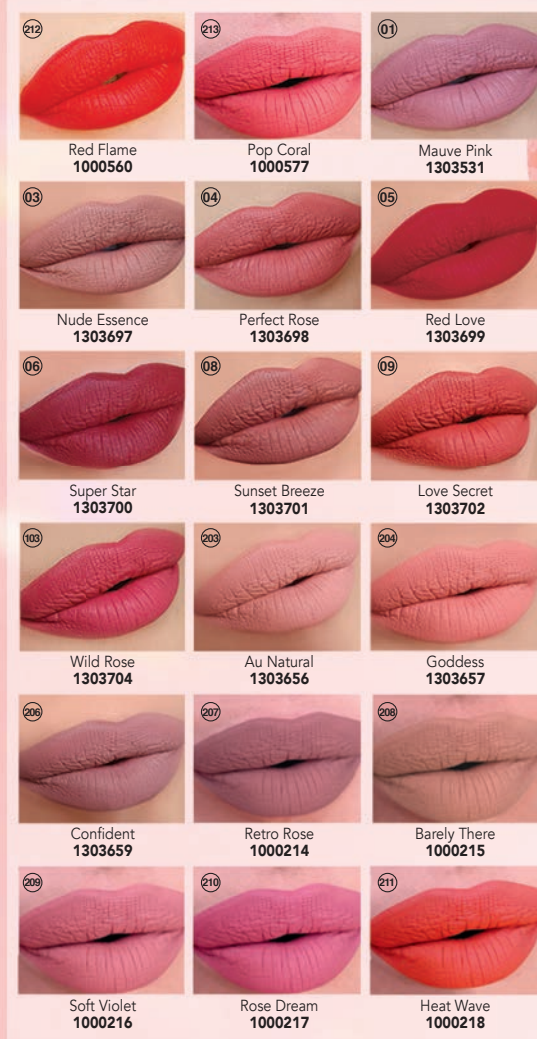 212 213 01
Red Flame Pop Coral Mauve Pink
1000560 1000577 1303531
03 04 05
Nude Essence Perfect Rose Red Love
1303697 1303698 1303699
06 08 09
Super Star Sunset Breeze Love Secret
1303700 1303701 1303702
103 203 204
Wild Rose Au Natural Goddess
1303704 1303656 1303657
206 207 208
Confident Retro Rose Barely There
1303659 1000214 1000215
209 210 211
Soft Violet Rose Dream Heat Wave
1000216 1000217 1000218